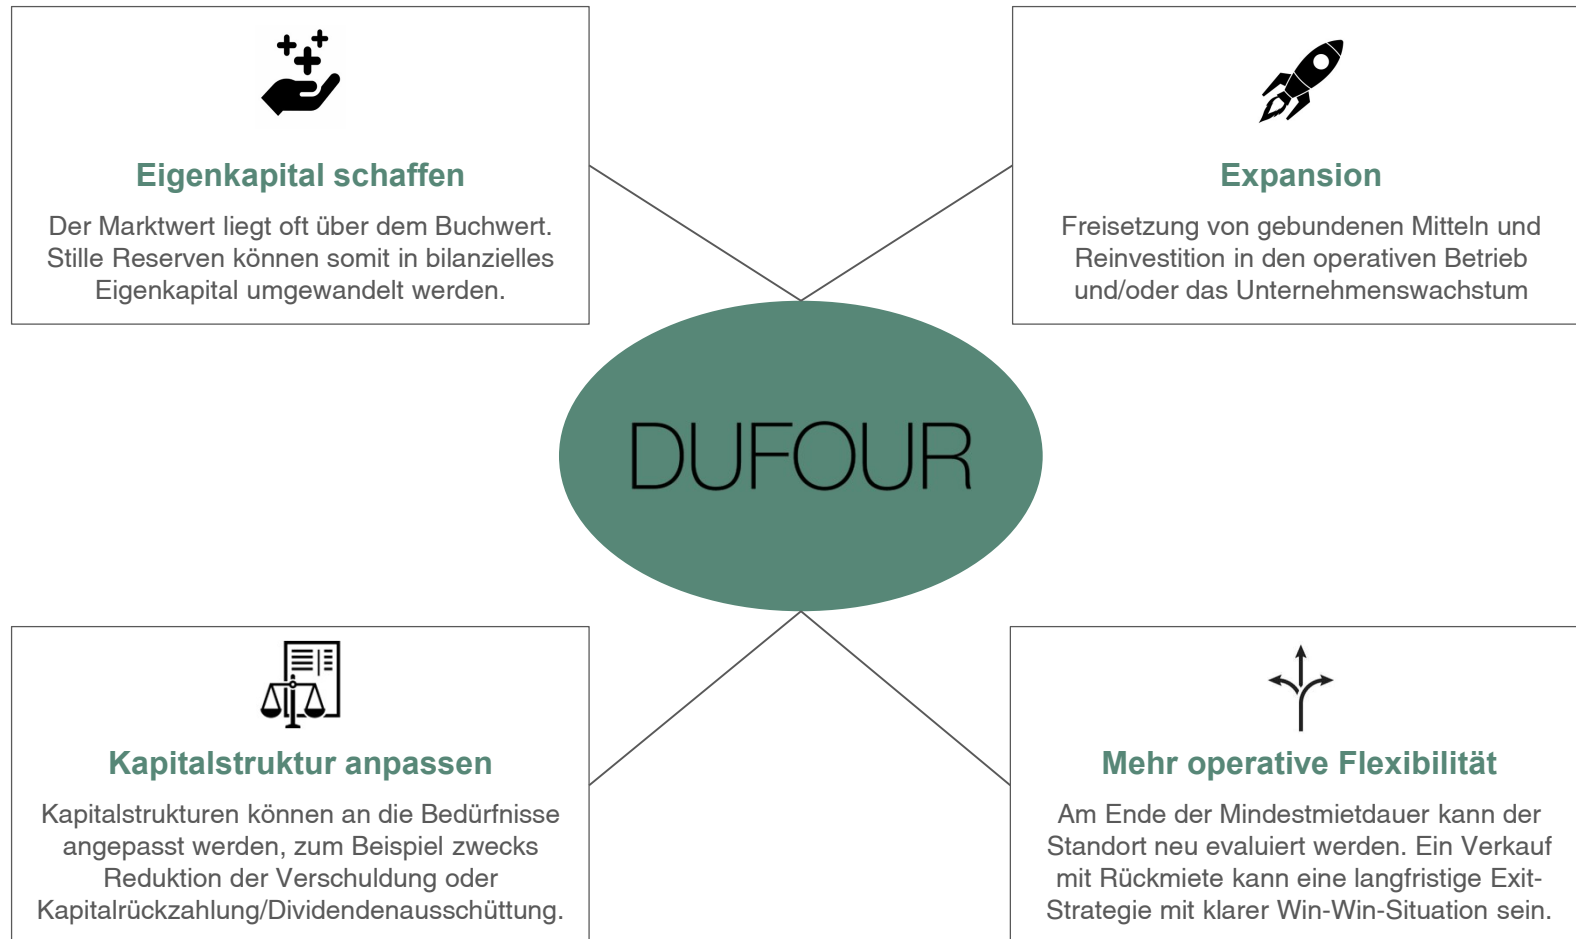 Eigenkapital schaffen
Der Marktwert liegt oft über dem Buchwert.
Stille Reserven können somit in bilanzielles
Eigenkapital umgewandelt werden.
Expansion
Freisetzung von gebundenen Mitteln und
Reinvestition in den operativen Betrieb
und/oder das Unternehmenswachstum
DUFOUR
Kapitalstruktur anpassen
Kapitalstrukturen können an die Bedürfnisse
angepasst werden, zum Beispiel zwecks
Reduktion der Verschuldung oder
Kapitalrückzahlung/Dividendenausschüttung.
Mehr operative Flexibilität
Am Ende der Mindestmietdauer kann der
Standort neu evaluiert werden. Ein Verkauf
mit Rückmiete kann eine langfristige Exit-
Strategie mit klarer Win-Win-Situation sein.